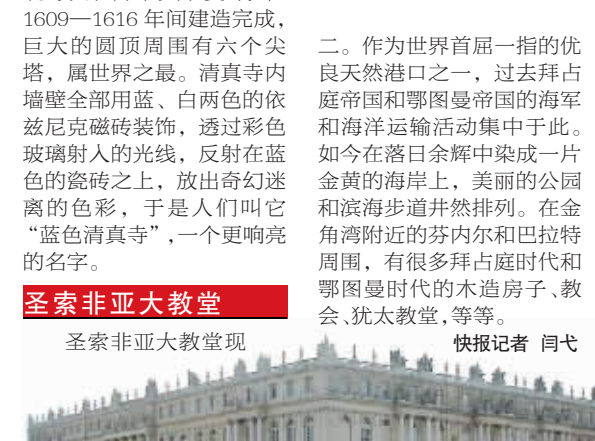 1609—1616 年间建造完成，
巨大的圆顶周围有六个尖
塔，属世界之最。清真寺内
墙壁全部用蓝、白两色的依
兹尼克磁砖装饰，透过彩色
玻璃射入的光线，反射在蓝
色的瓷砖之上，放出奇幻迷
离的色彩，于是人们叫它
“蓝色清真寺”，一个更响亮
的名字。
圣索非亚大教堂
圣索非亚大教堂现
二。作为世界首屈一指的优
良天然港口之一，过去拜占
庭帝国和鄂图曼帝国的海军
和海洋运输活动集中于此。
如今在落日余辉中染成一片
金黄的海岸上，美丽的公园
和滨海步道井然排列。在金
角湾附近的芬内尔和巴拉特
周围，有很多拜占庭时代和
鄂图曼时代的木造房子、教
会、犹太教堂，等等。
快报记者 闫弋